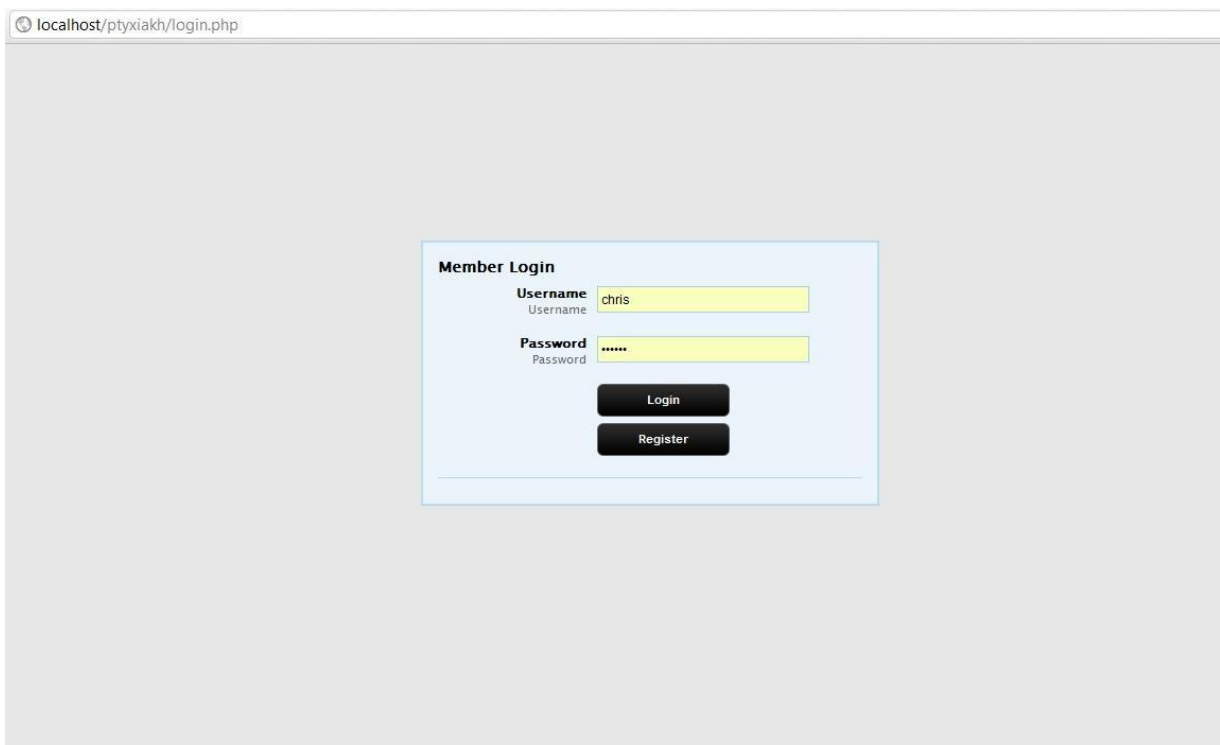 localhost/ptyxiakh/login.php
Member Login
Username
Username
chris
Password
Password
••••••
Login
Register